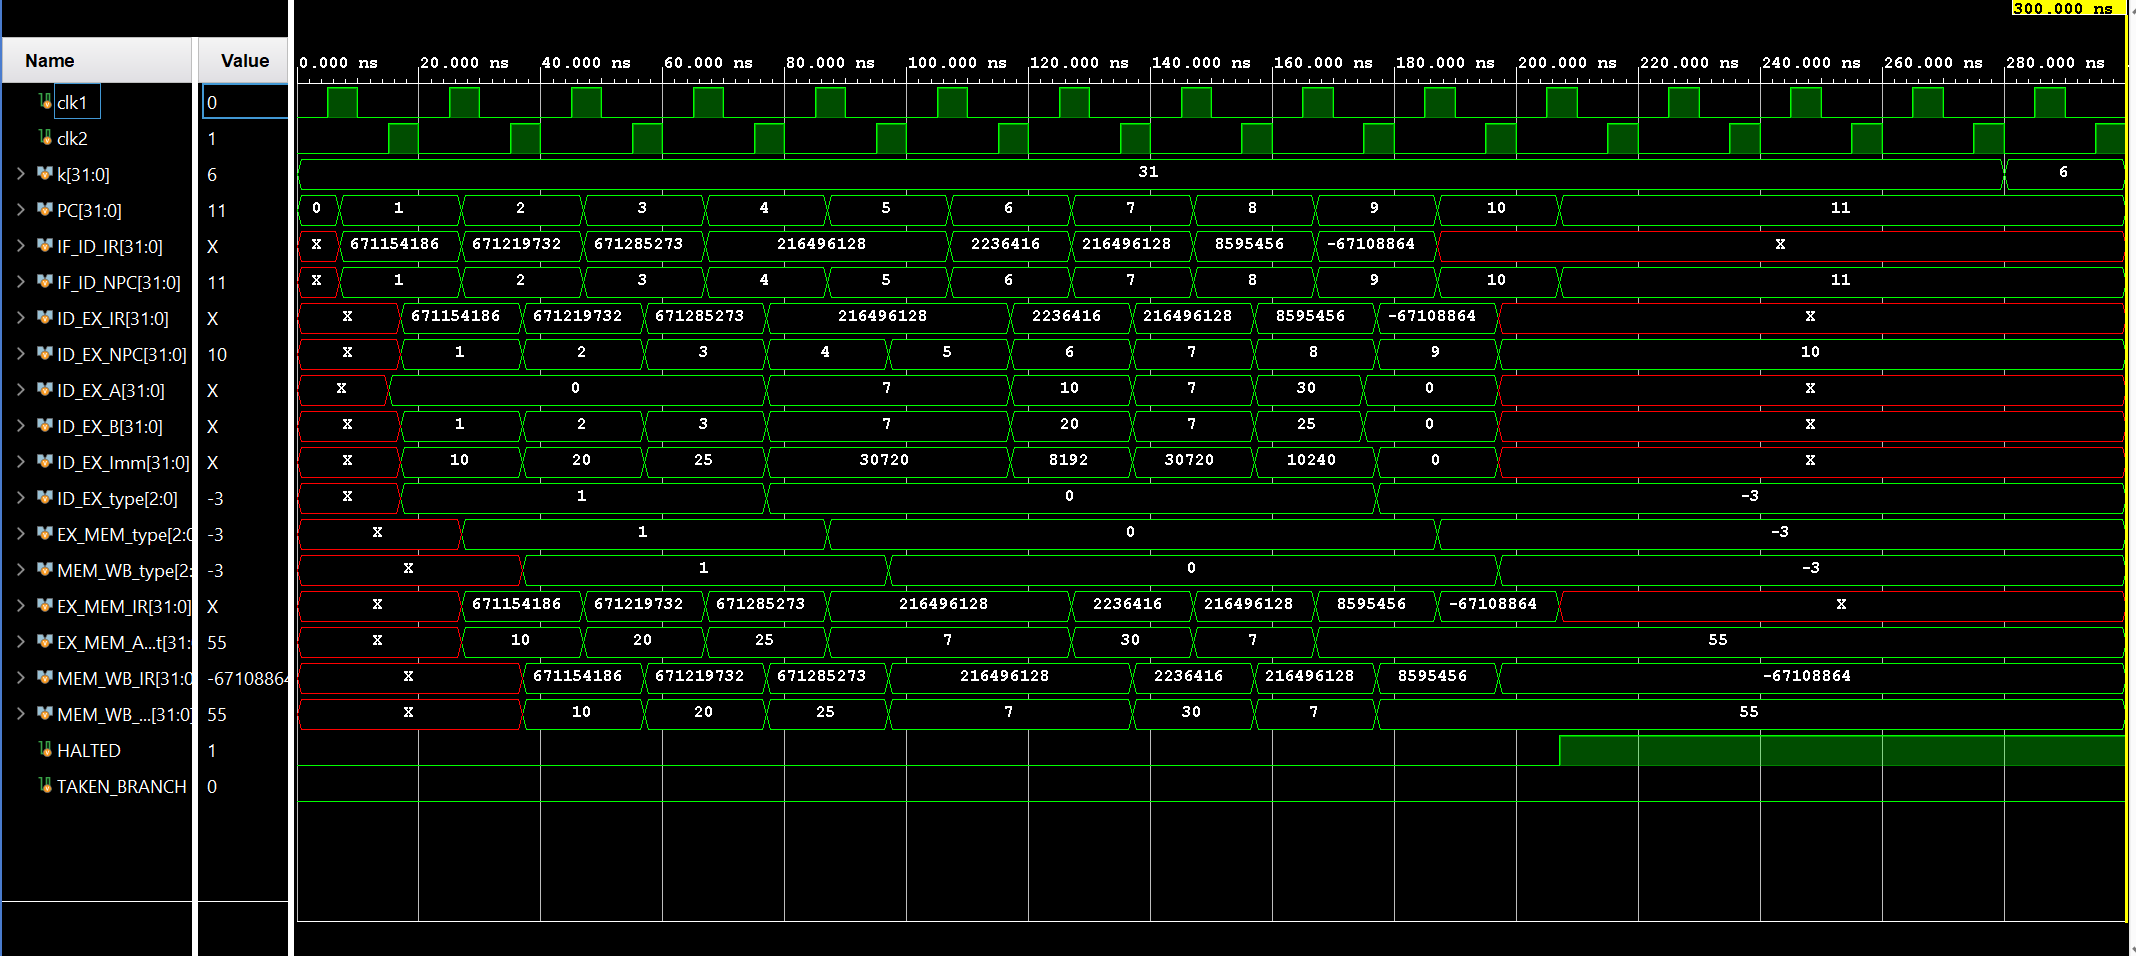 300.000 ns
Name Value
0.000 ns 20.000 ns 40.000 ns 60.000 ns 80.000 ns 100.000 ns 120.000 ns 140.000 ns 160.000 ns 180.000 ns 200.000 ns 220.000 ns 240.000 ns 260.000 ns 280.000 ns
clk1 0
clk2 1
k[31:0] 6 31 6
PC[31:0] 11 0 1 2 3 4 5 6 7 8 9 10 11
IF_ID_IR[31:0] X X 671154186 671219732 671285273 216496128 2236416 216496128 8595456 -67108864 X
IF_ID_NPC[31:0] 11 X 1 2 3 4 5 6 7 8 9 10 11
ID_EX_IR[31:0] X X 671154186 671219732 671285273 216496128 2236416 216496128 8595456 -67108864 X
ID_EX_NPC[31:0] 10 X 1 2 3 4 5 6 7 8 9 10
ID_EX_A[31:0] X X 0 7 10 7 30 0 X
ID_EX_B[31:0] X X 1 2 3 7 20 7 25 0 X
ID_EX_Imm[31:0] X X 10 20 25 30720 8192 30720 10240 0 X
ID_EX_type[2:0] -3 X 1 0 -3
EX_MEM_type[2:0 -3 X 1 0 -3
MEM_WB_type[2: -3 X 1 0 -3
EX_MEM_IR[31:0] X X 671154186 671219732 671285273 216496128 2236416 216496128 8595456 -67108864 X
EX_MEM_A...t[31: 55 X 10 20 25 7 30 7 55
MEM_WB_IR[31:0 -67108864 X 671154186 671219732 671285273 216496128 2236416 216496128 8595456 -67108864
MEM_WB_...[31:0] 55 X 10 20 25 7 30 7 55
HALTED 1
TAKEN_BRANCH 0